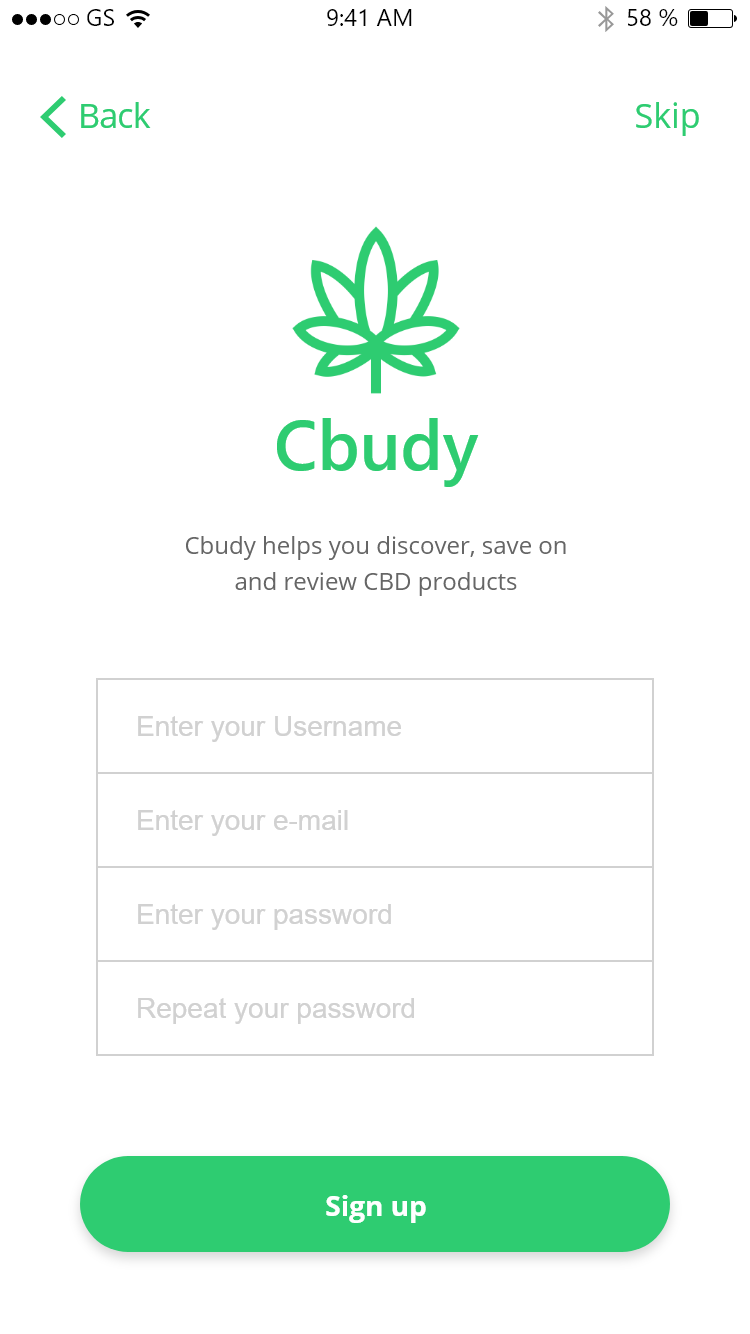 GS 9:41 AM 58 %
Back Skip
Cbudy
Cbudy helps you discover, save on
and review CBD products
Enter your Username
Enter your e-mail
Enter your password
Repeat your password
Sign up